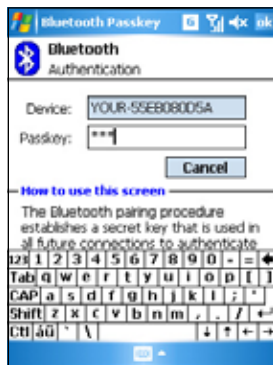 Bluetooth Passkey G ok
Bluetooth
Authentication
Device: YOUR-55EB080D5A
Passkey: ***
Cancel
How to use this screen
The Bluetooth pairing procedure
establishes a secret key that is used in
all future connections to authenticate
123 1 2 3 4 5 6 7 8 9 0 - =
Tab q w e r t y u i o p [ ]
CAP a s d f g h j k l ; '
Shift z x c v b n m , . /
Ctl áü ` \